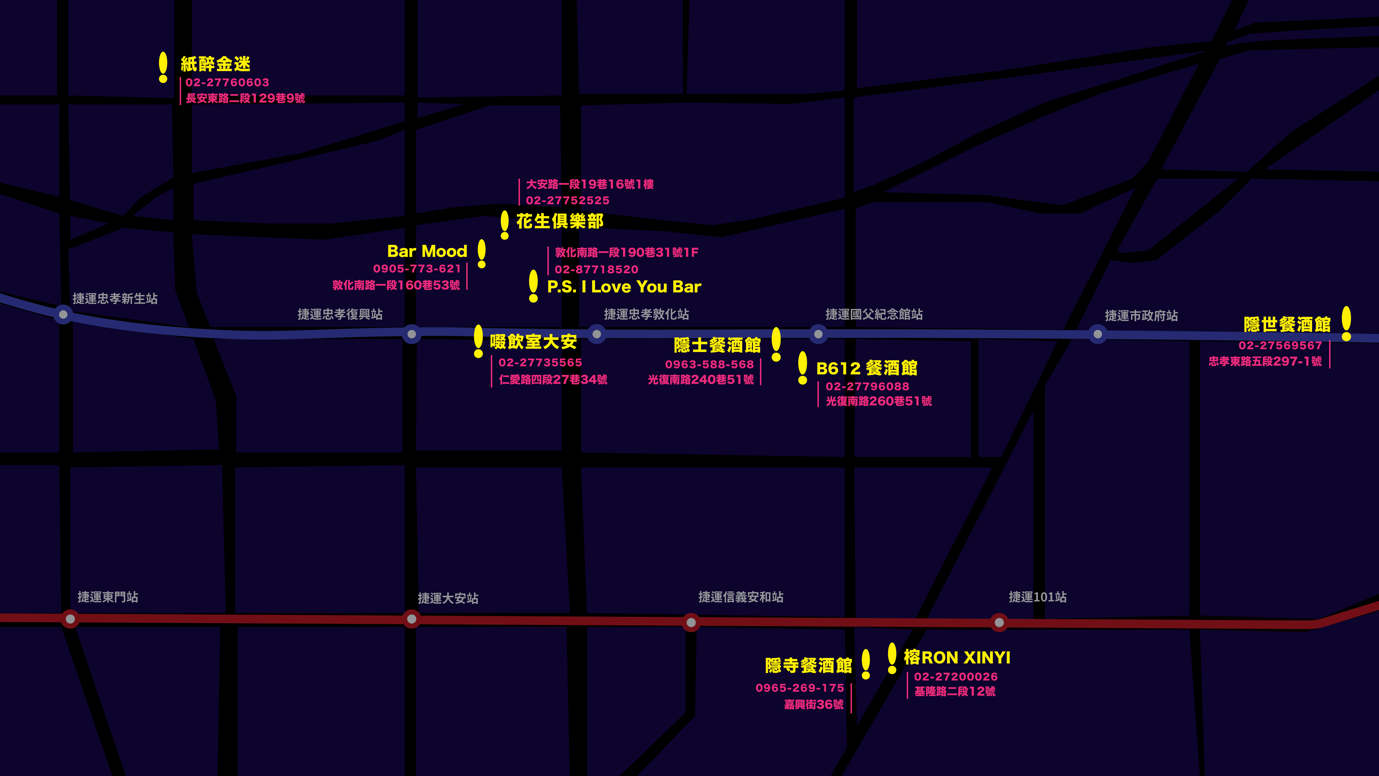 紙醉金迷
02-27760603
長安東路二段129巷9號
大安路一段19巷16號1樓
02-27752525
花生俱樂部
Bar Mood
0905-773-621
敦化南路一段160巷53號
敦化南路一段190巷31號1F
02-87718520
P.S. I Love You Bar
捷運忠孝新生站
捷運忠孝復興站
捷運忠孝敦化站
捷運國父紀念館站
捷運市政府站
啜飲室大安
02-27735565
仁愛路四段27巷34號
隱士餐酒館
0963-588-568
光復南路240巷51號
B612 餐酒館
02-27796088
光復南路260巷51號
隱世餐酒館
02-27569567
忠孝東路五段297-1號
捷運東門站
捷運大安站
捷運信義安和站
捷運101站
隱寺餐酒館
0965-269-175
嘉興街36號
榕RON XINYI
02-27200026
基隆路二段12號